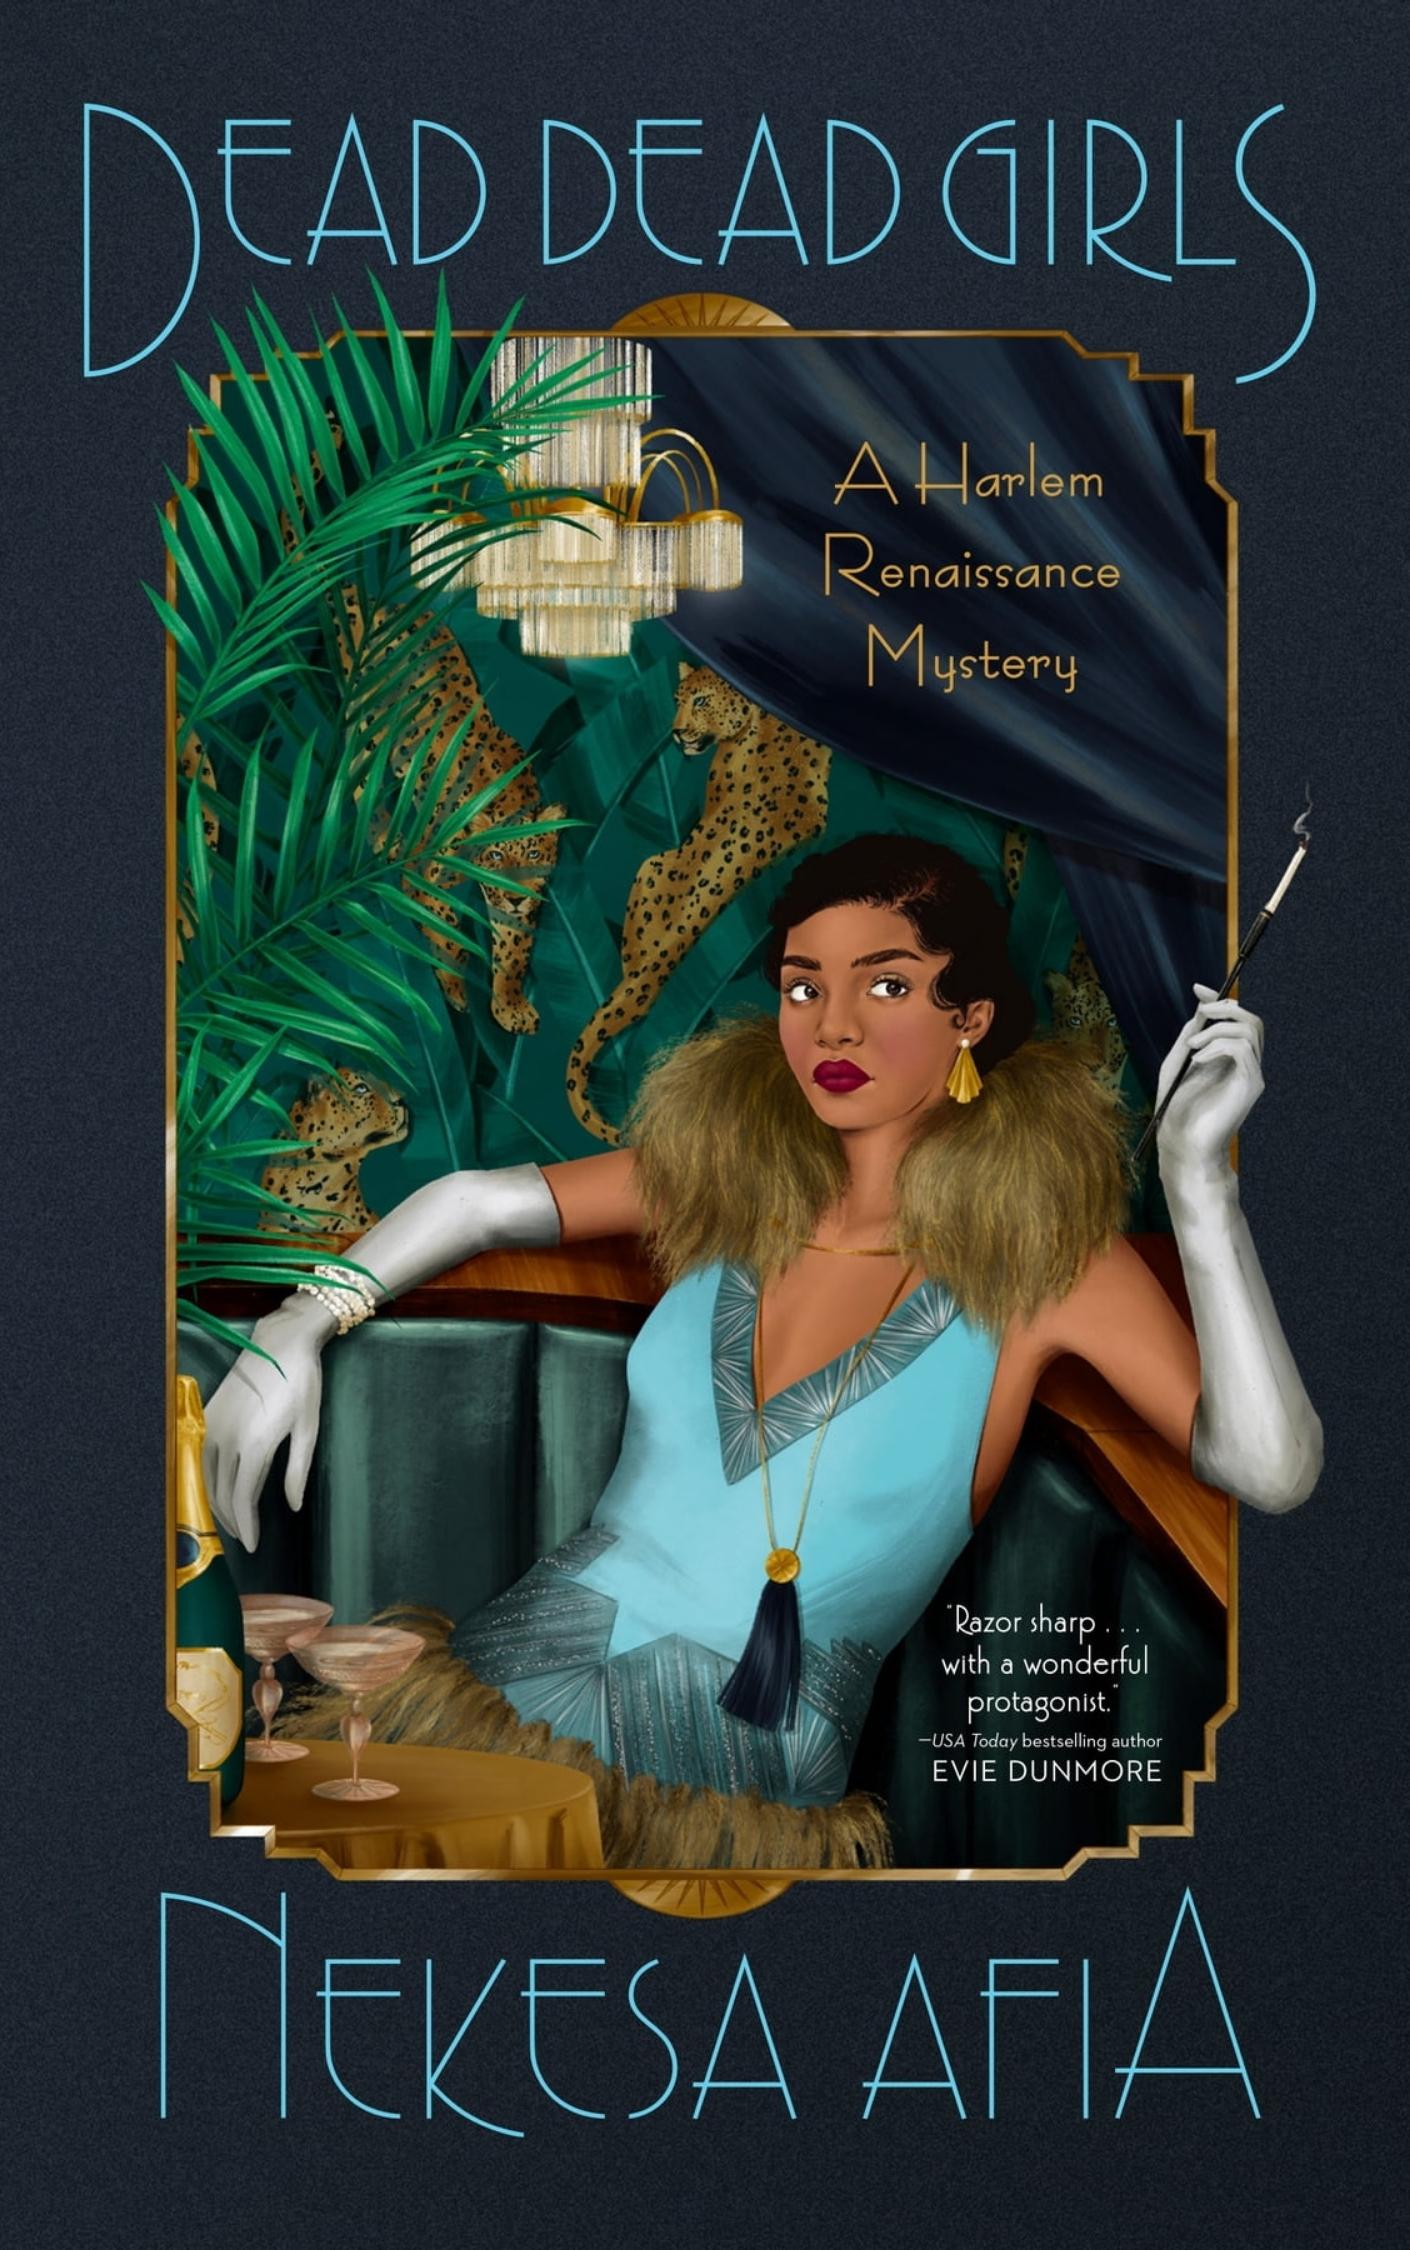 DEAD DEAD GIRLS
A Harlem
Renaissance
Mystery
"Razor sharp . . .
with a wonderful
protagonist."
—USA Today bestselling author
EVIE DUNMORE
NEKESA AFIA